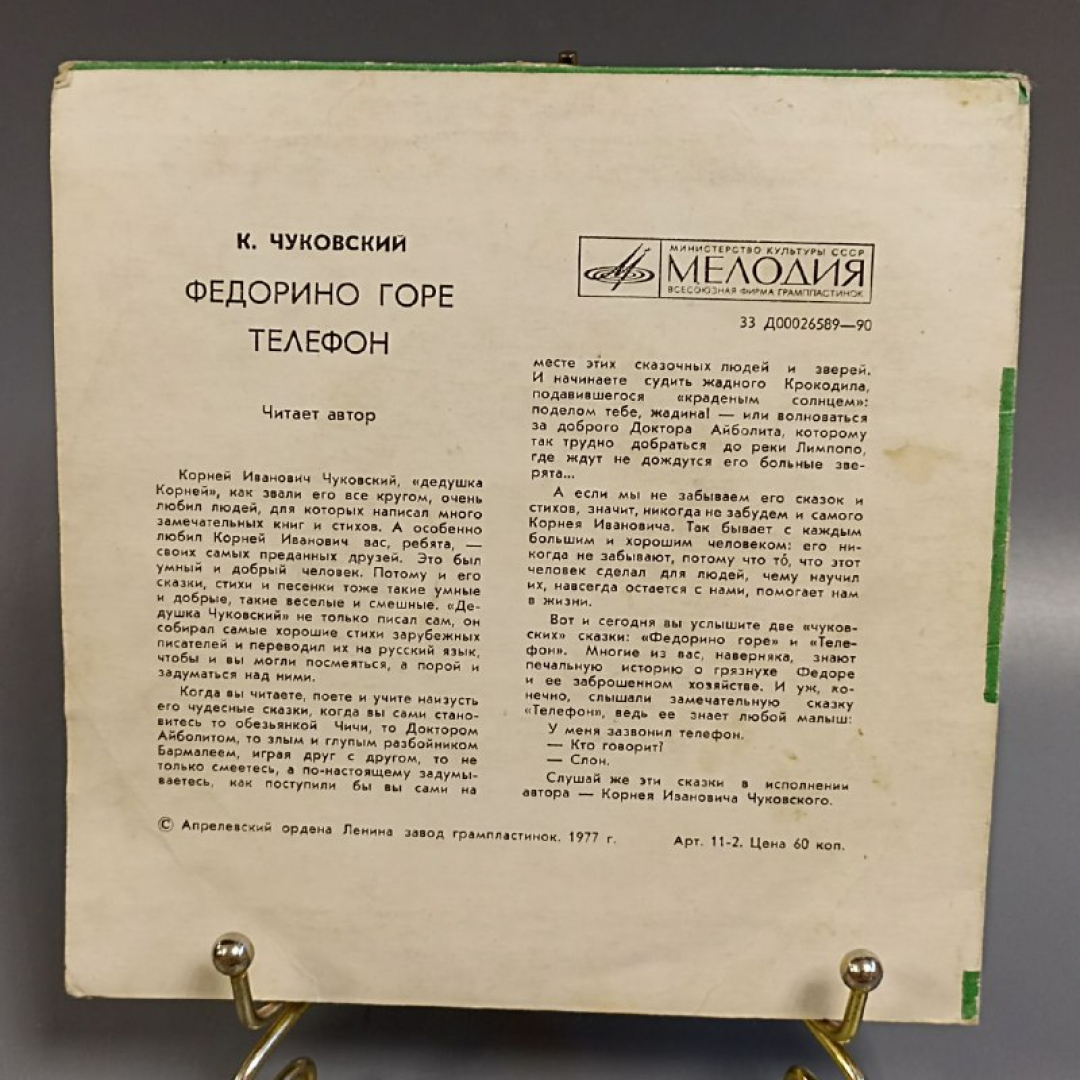 К. ЧУКОВСКИЙ
ФЕДОРИНО ГОРЕ
ТЕЛЕФОН
Читает автор
Корней Иванович Чуковский, «дедушка
Корней», как звали его все кругом, очень
любил людей, для которых написал много
замечательных книг и стихов. А особенно
любил Корней Иванович вас, ребята, —
своих самых преданных друзей. Это был
умный и добрый человек. Потому и его
сказки, стихи и песенки тоже такие умные
и добрые, такие веселые и смешные. «Де-
душка Чуковский» не только писал сам, он
собирал самые хорошие стихи зарубежных
писателей и переводил их на русский язык,
чтобы и вы могли посмеяться, а порой и
задуматься над ними.
Когда вы читаете, поете и учите наизусть
его чудесные сказки, когда вы сами стано-
витесь то обезьянкой Чичи, то Доктором
Айболитом, то злым и глупым разбойником
Бармалеем, играя друг с другом, то не
только смеетесь, а по-настоящему задумы-
ваетесь, как поступили бы вы сами на
МИНИСТЕРСТВО КУЛЬТУРЫ СССР
МЕЛОДИЯ
ВСЕСОЮЗНАЯ ФИРМА ГРАМПЛАСТИНОК
33 Д00026589—90
месте этих сказочных людей и зверей.
И начинаете судить жадного Крокодила,
подавившегося «краденым солнцем»:
поделом тебе, жадина! — или волноваться
за доброго Доктора Айболита, которому
так трудно добраться до реки Лимпопо,
где ждут не дождутся его больные зве-
рята...
А если мы не забываем его сказок и
стихов, значит, никогда не забудем и самого
Корнея Ивановича. Так бывает с каждым
большим и хорошим человеком: его ни-
когда не забывают, потому что то́, что этот
человек сделал для людей, чему научил
их, навсегда остается с нами, помогает нам
в жизни.
Вот и сегодня вы услышите две «чуков-
ских» сказки: «Федорино горе» и «Теле-
фон». Многие из вас, наверняка, знают
печальную историю о грязнухе Федоре
и ее заброшенном хозяйстве. И уж, ко-
нечно, слышали замечательную сказку
«Телефон», ведь ее знает любой малыш:
У меня зазвонил телефон.
— Кто говорит?
— Слон.
Слушай же эти сказки в исполнении
автора — Корнея Ивановича Чуковского.
© Апрелевский ордена Ленина завод грампластинок. 1977 г.
Арт. 11-2. Цена 60 коп.